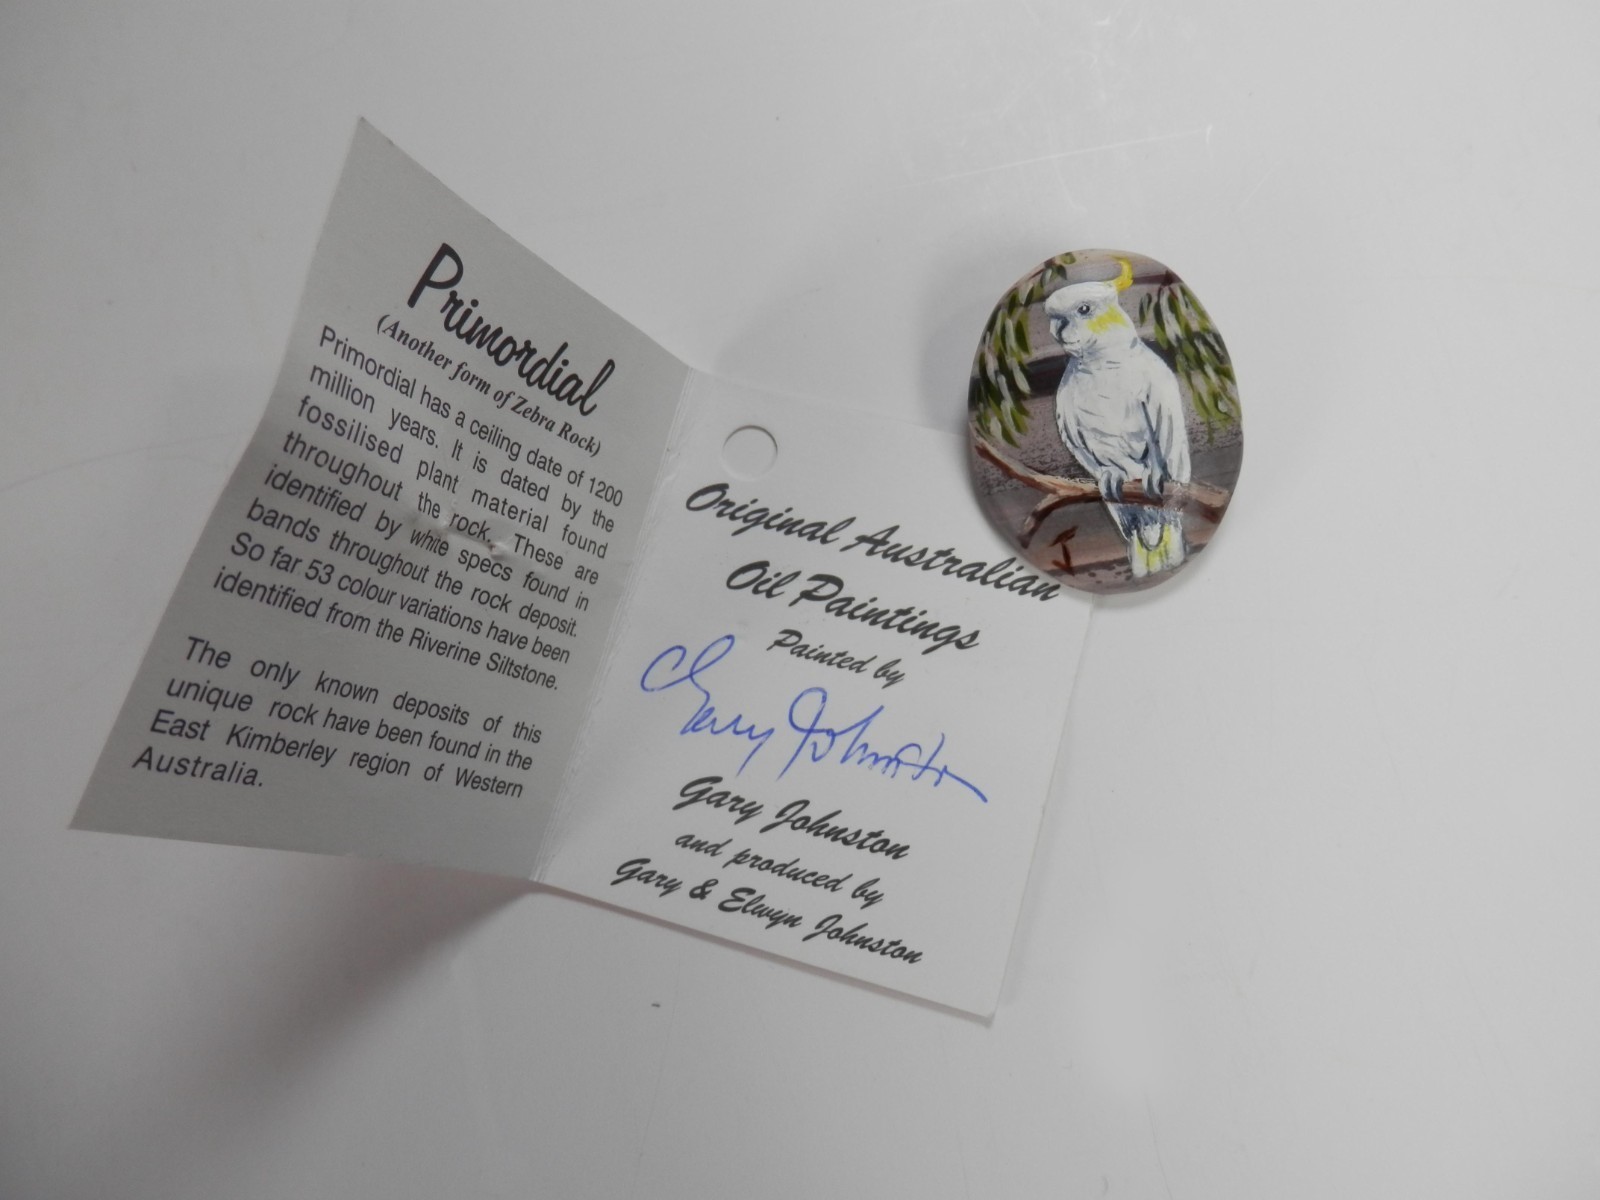 Primordial
(Another form of Zebra Rock)
Primordial has a ceiling date of 1200
million years. It is dated by the
fossilised plant material found
throughout the rock. These are
identified by white specs found in
bands throughout the rock deposit.
So far 53 colour variations have been
identified from the Riverine Siltstone.
The only known deposits of this
unique rock have been found in the
East Kimberley region of Western
Australia.
Original Australian
Oil Paintings
Painted by
Gary Johnston
Gary Johnston
and produced by
Gary & Elwyn Johnston